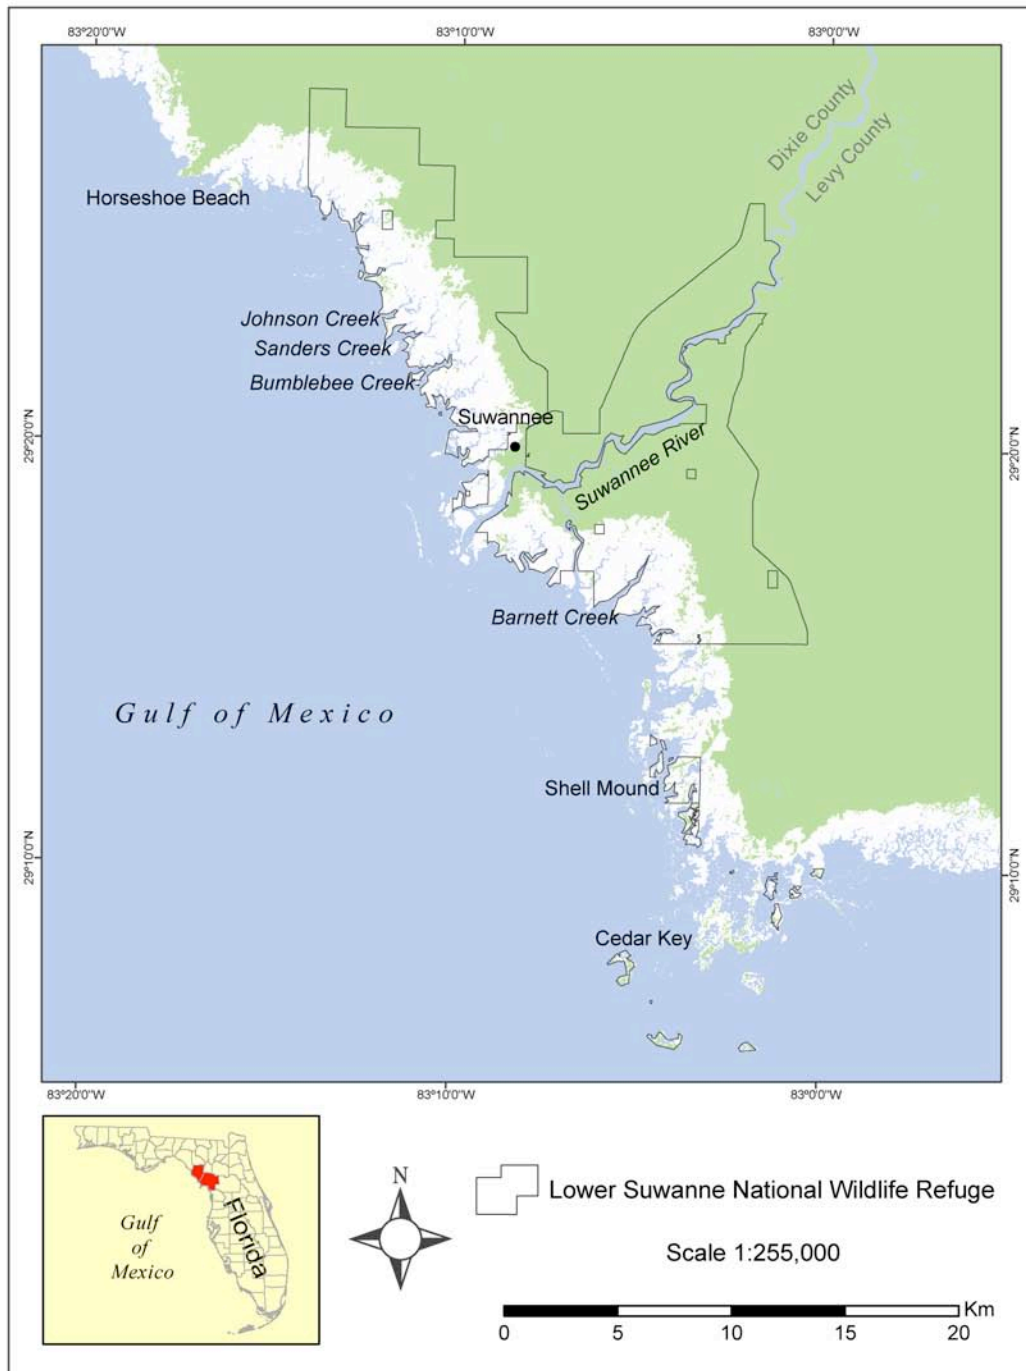 83°20'0"W
83°10'0"W
83°0'0"W
Dixie County
Levy County
Horseshoe Beach
Johnson Creek
Sanders Creek
Bumblebee Creek
Suwannee
29°20'0"N
29°20'0"N
Suwannee River
Barnett Creek
Gulf of Mexico
Shell Mound
29°10'0"N
29°10'0"N
Cedar Key
83°20'0"W
83°10'0"W
83°0'0"W
Gulf
of
Mexico
Florida
N
Lower Suwanne National Wildlife Refuge
Scale 1:255,000
Km
0
5
10
15
20